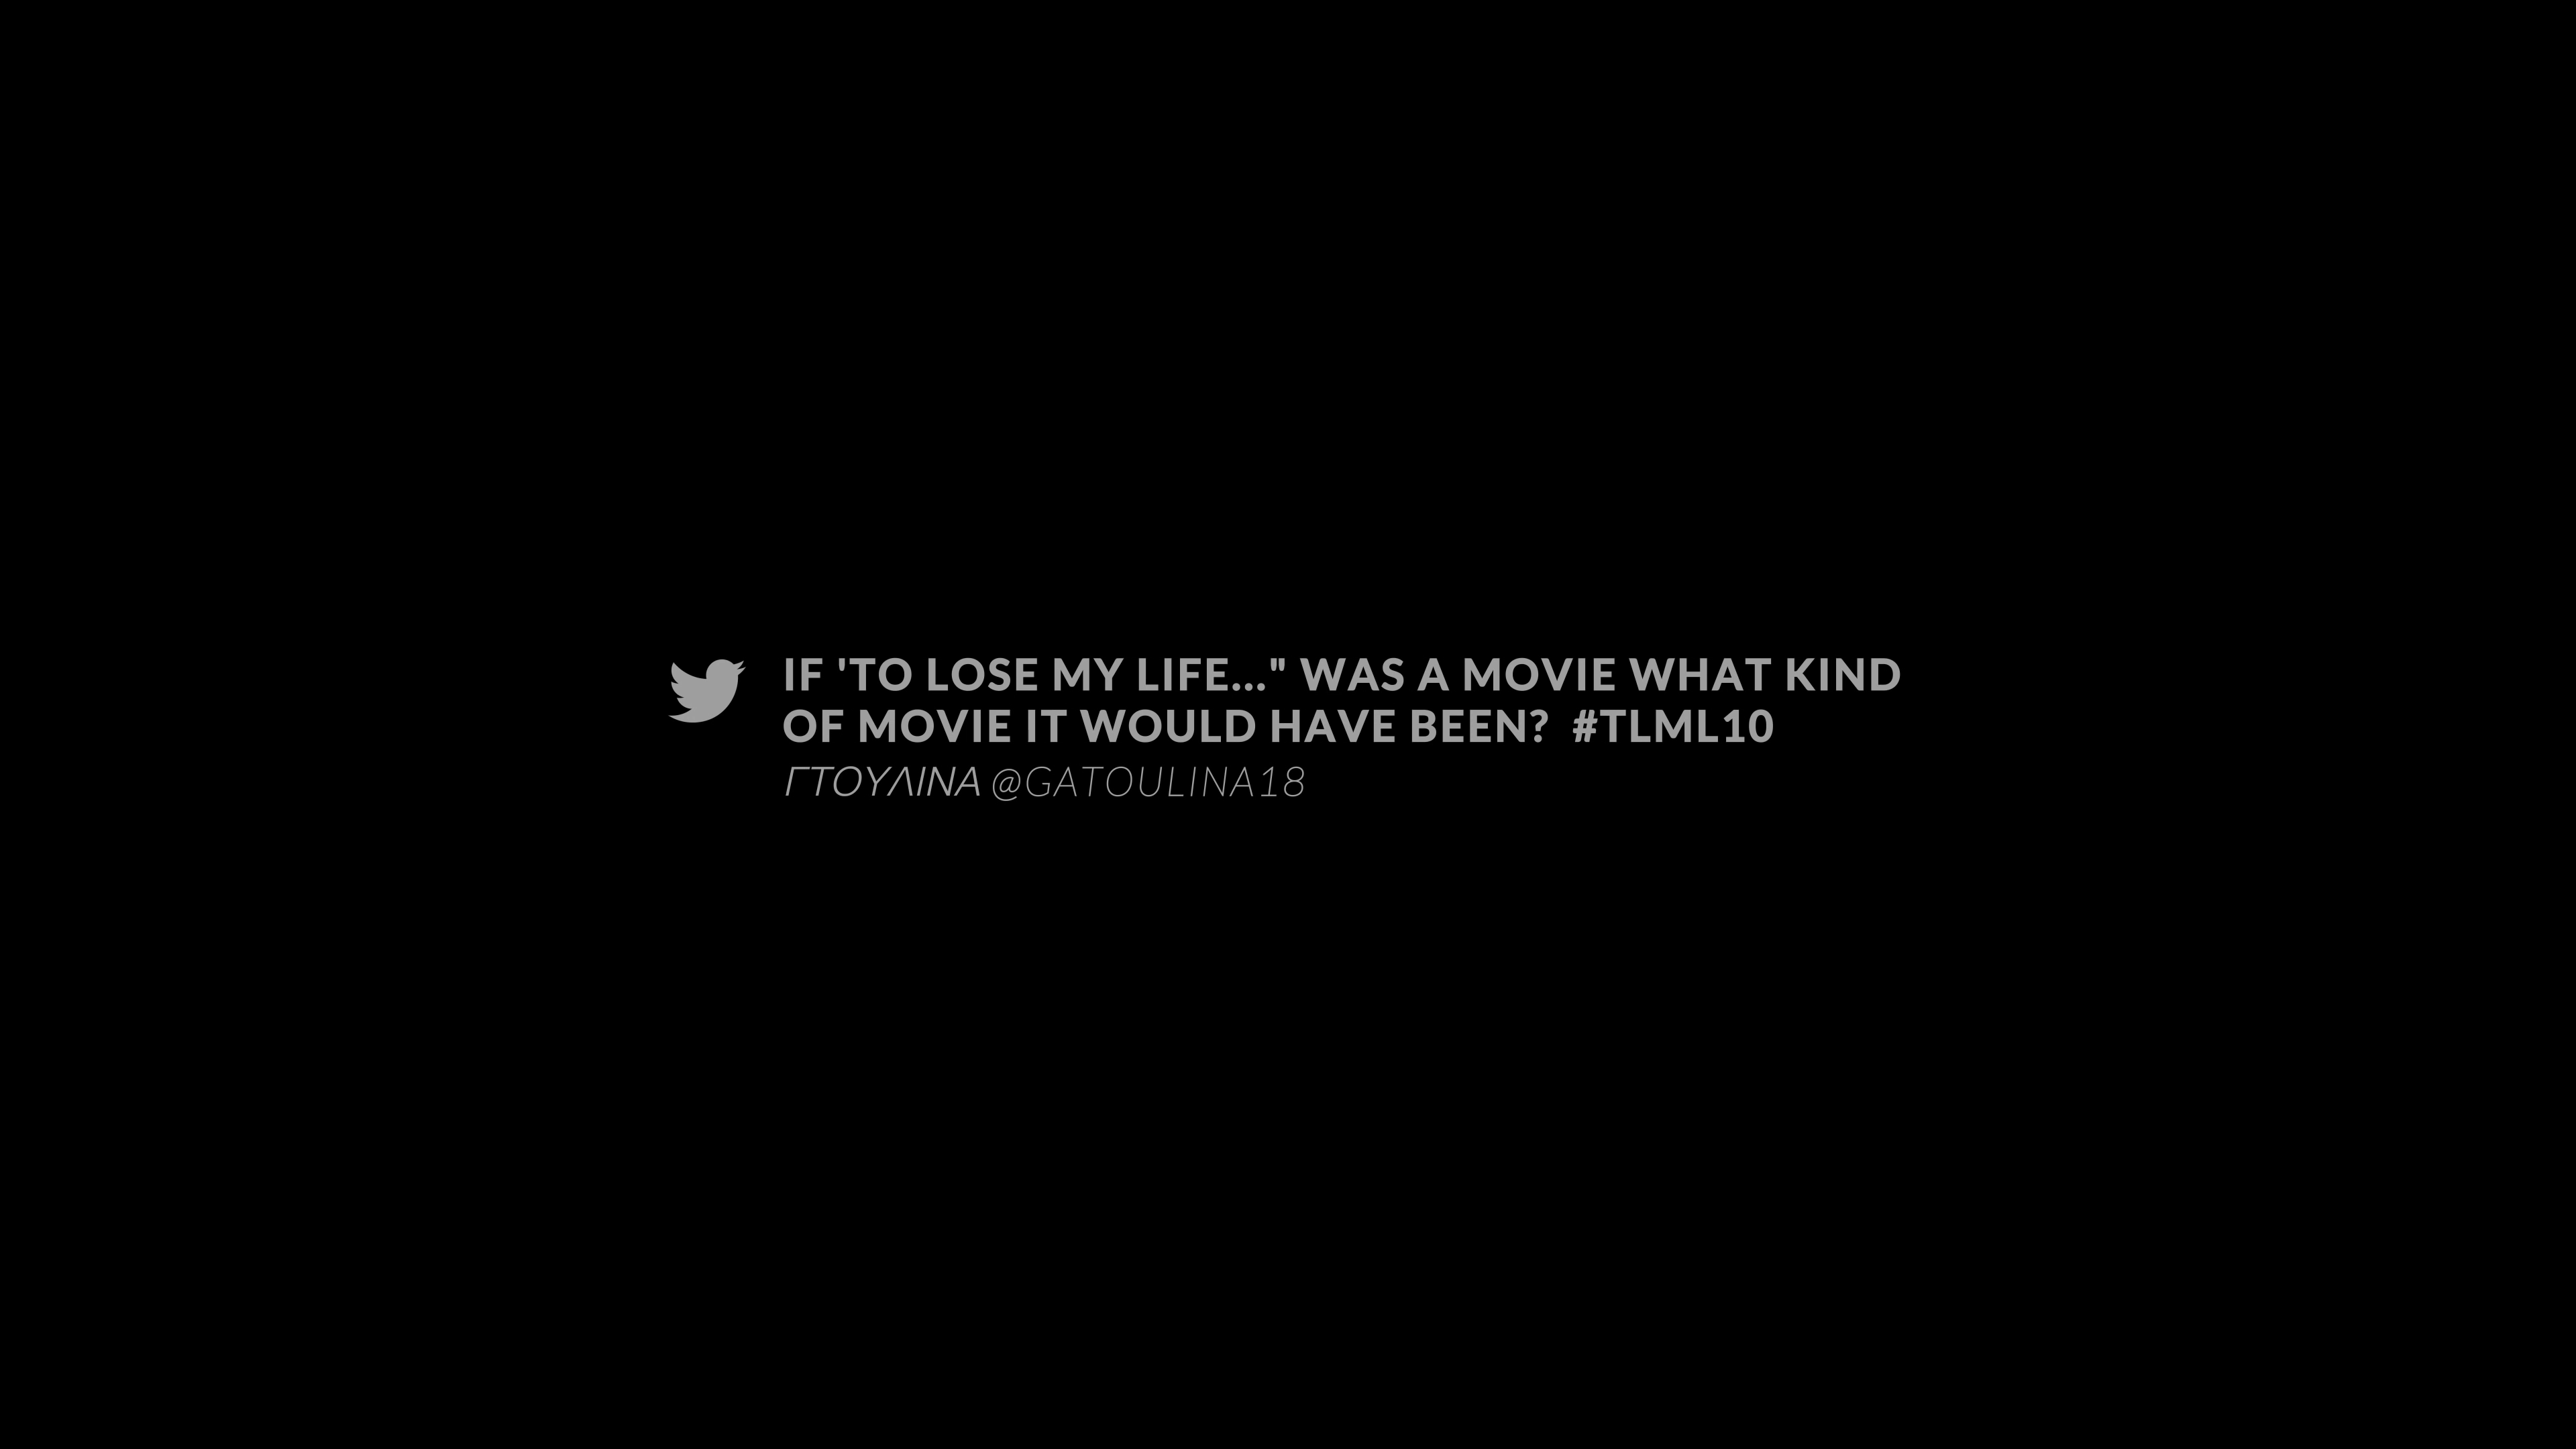 IF 'TO LOSE MY LIFE..." WAS A MOVIE WHAT KIND
OF MOVIE IT WOULD HAVE BEEN? #TLML10
ΓΤΟΥΛΙΝΑ @GATOULINA18